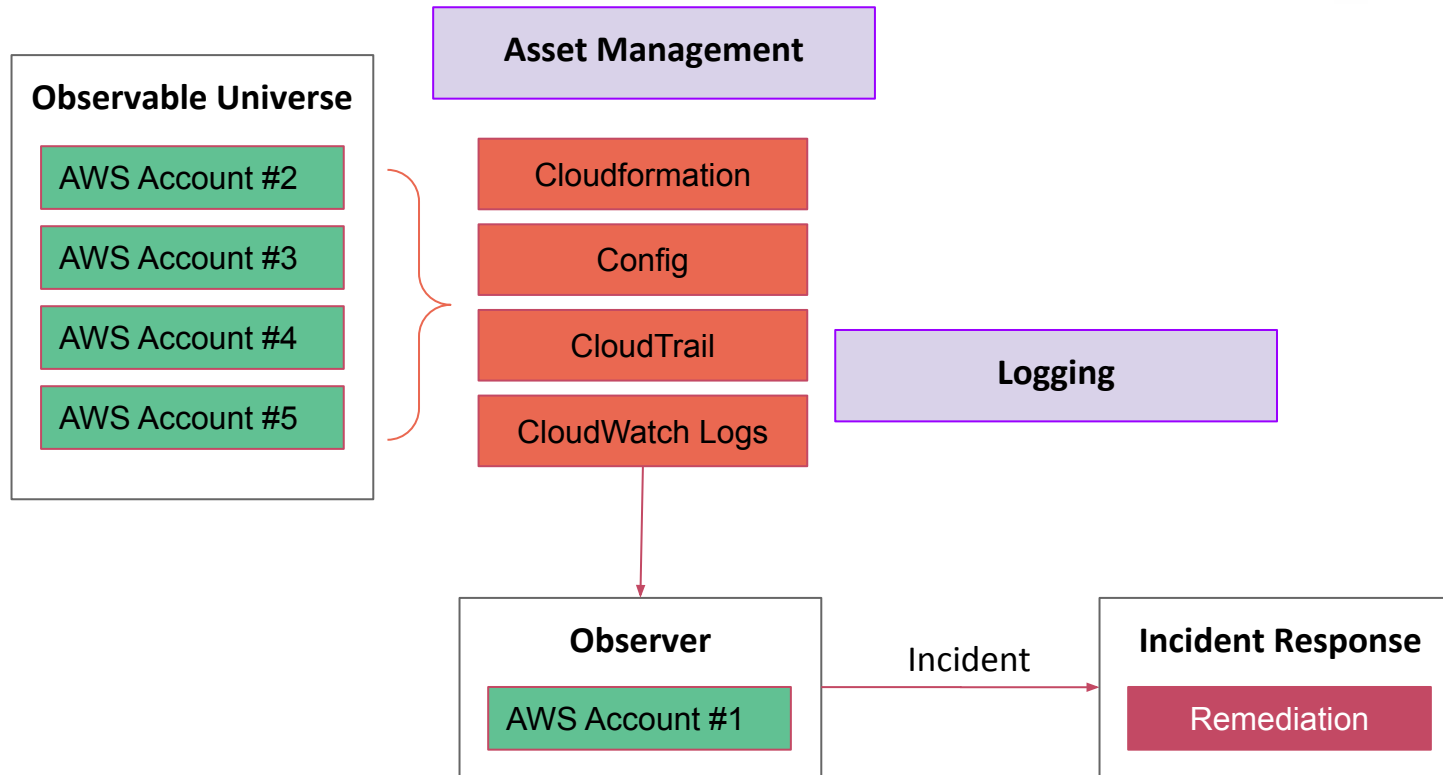 Asset Management
Observable Universe
AWS Account #2
AWS Account #3
AWS Account #4
AWS Account #5
Cloudformation
Config
CloudTrail
CloudWatch Logs
Logging
Observer
AWS Account #1
Incident
Incident Response
Remediation